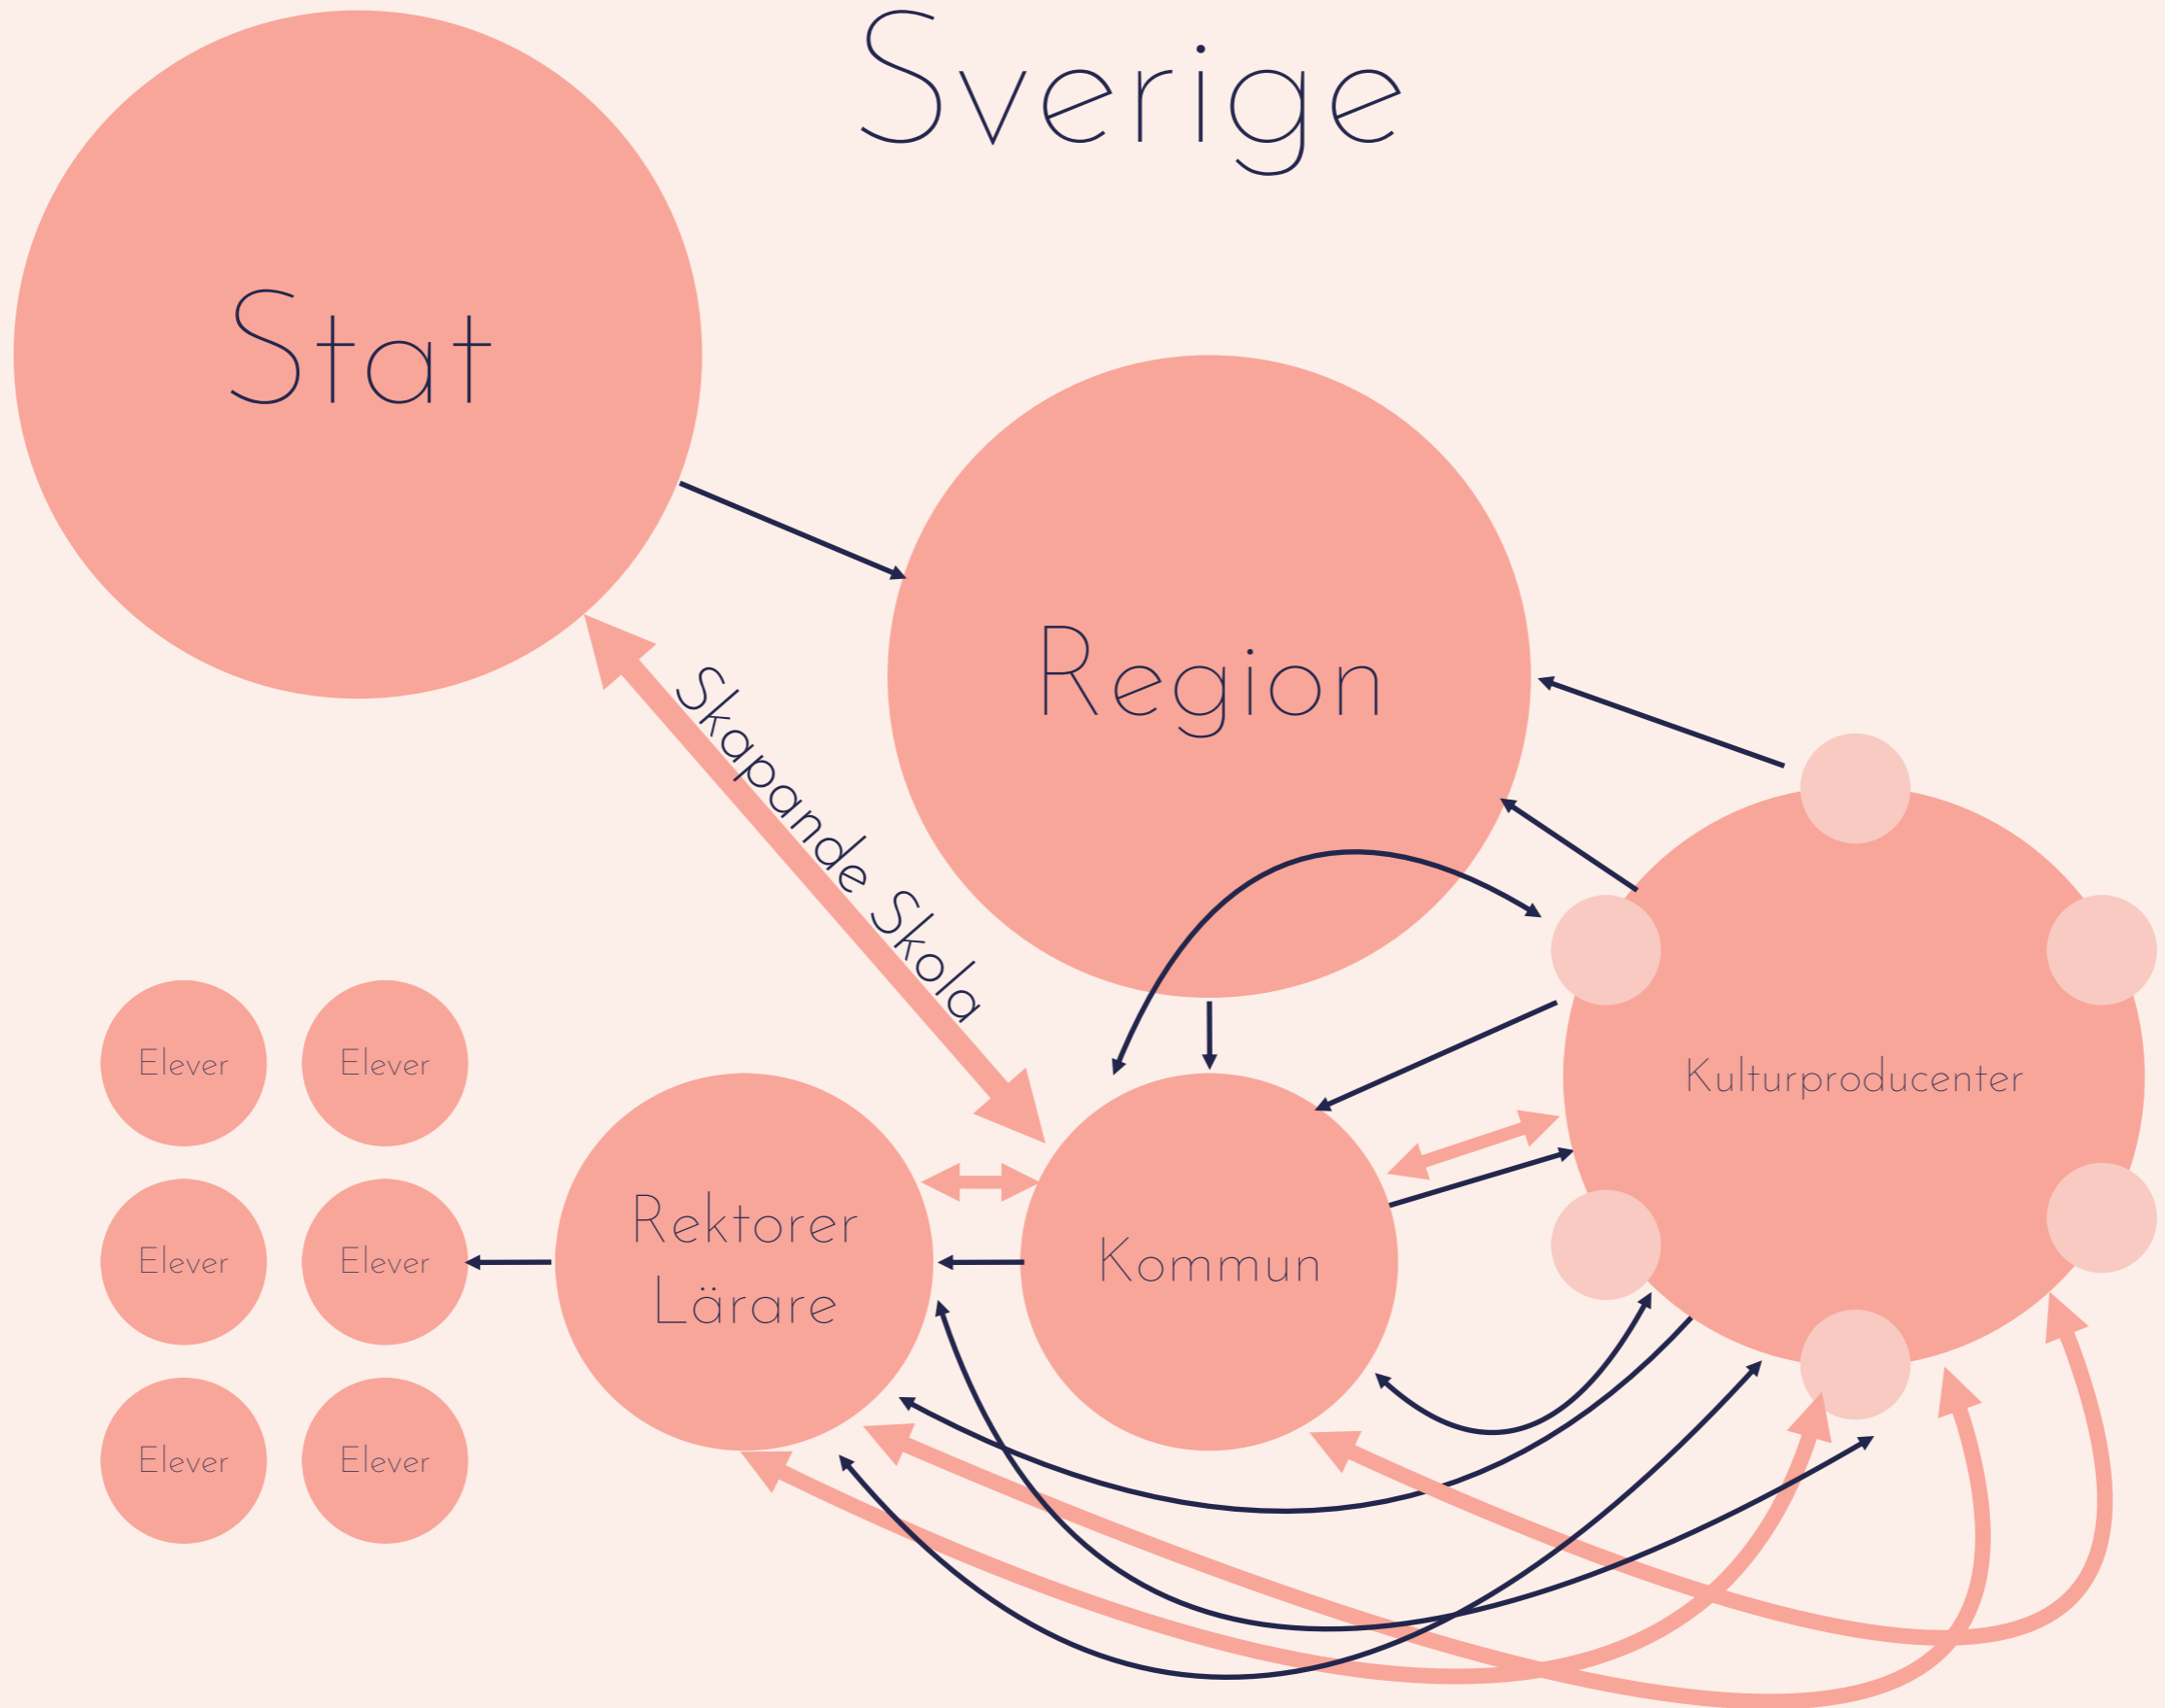 Sverige
Stat
Region
Skapande Skola
Elever
Elever
Kulturproducenter
Rektorer
Lärare
Kommun
Elever
Elever
Elever
Elever